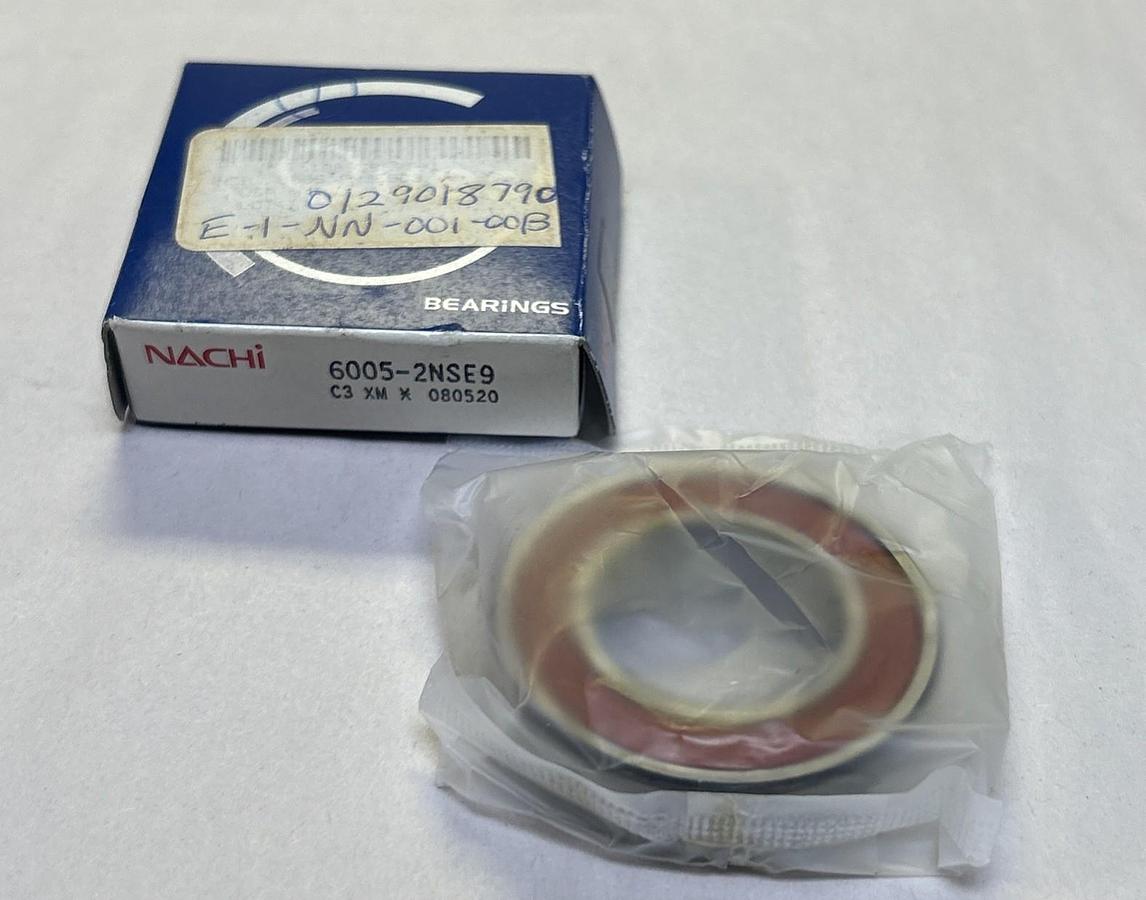 0129018790
E-1-NN-001-00B
BEARiNGS
NACHi
6005-2NSE9
C3 XM X 080520